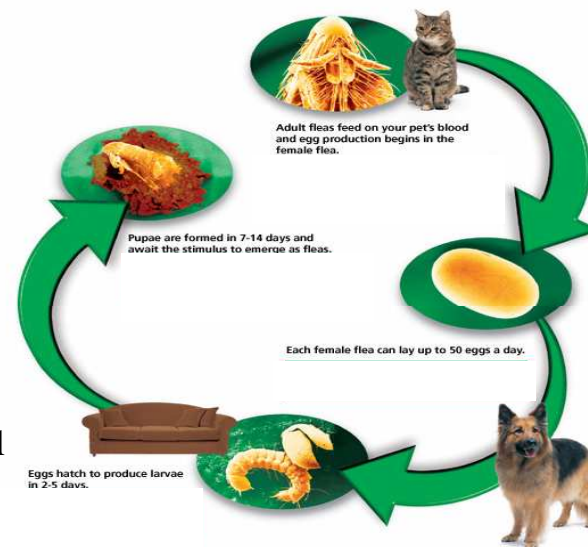 Adult fleas feed on your pet's blood
and egg production begins in the
female flea.
Pupae are formed in 7-14 days and
await the stimulus to emerge as fleas.
Each female flea can lay up to 50 eggs a day.
Eggs hatch to produce larvae
in 2-5 days.